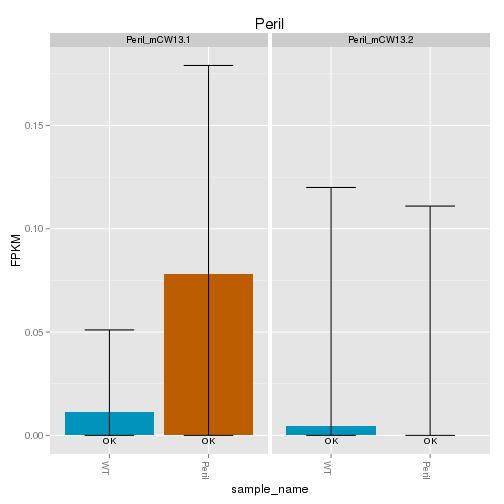 Peril
Peril_mCW13.1 Peril_mCW13.2
0.15
0.10
0.05
0.00
FPKM
OK OK OK OK
WT Peril WT Peril
sample_name